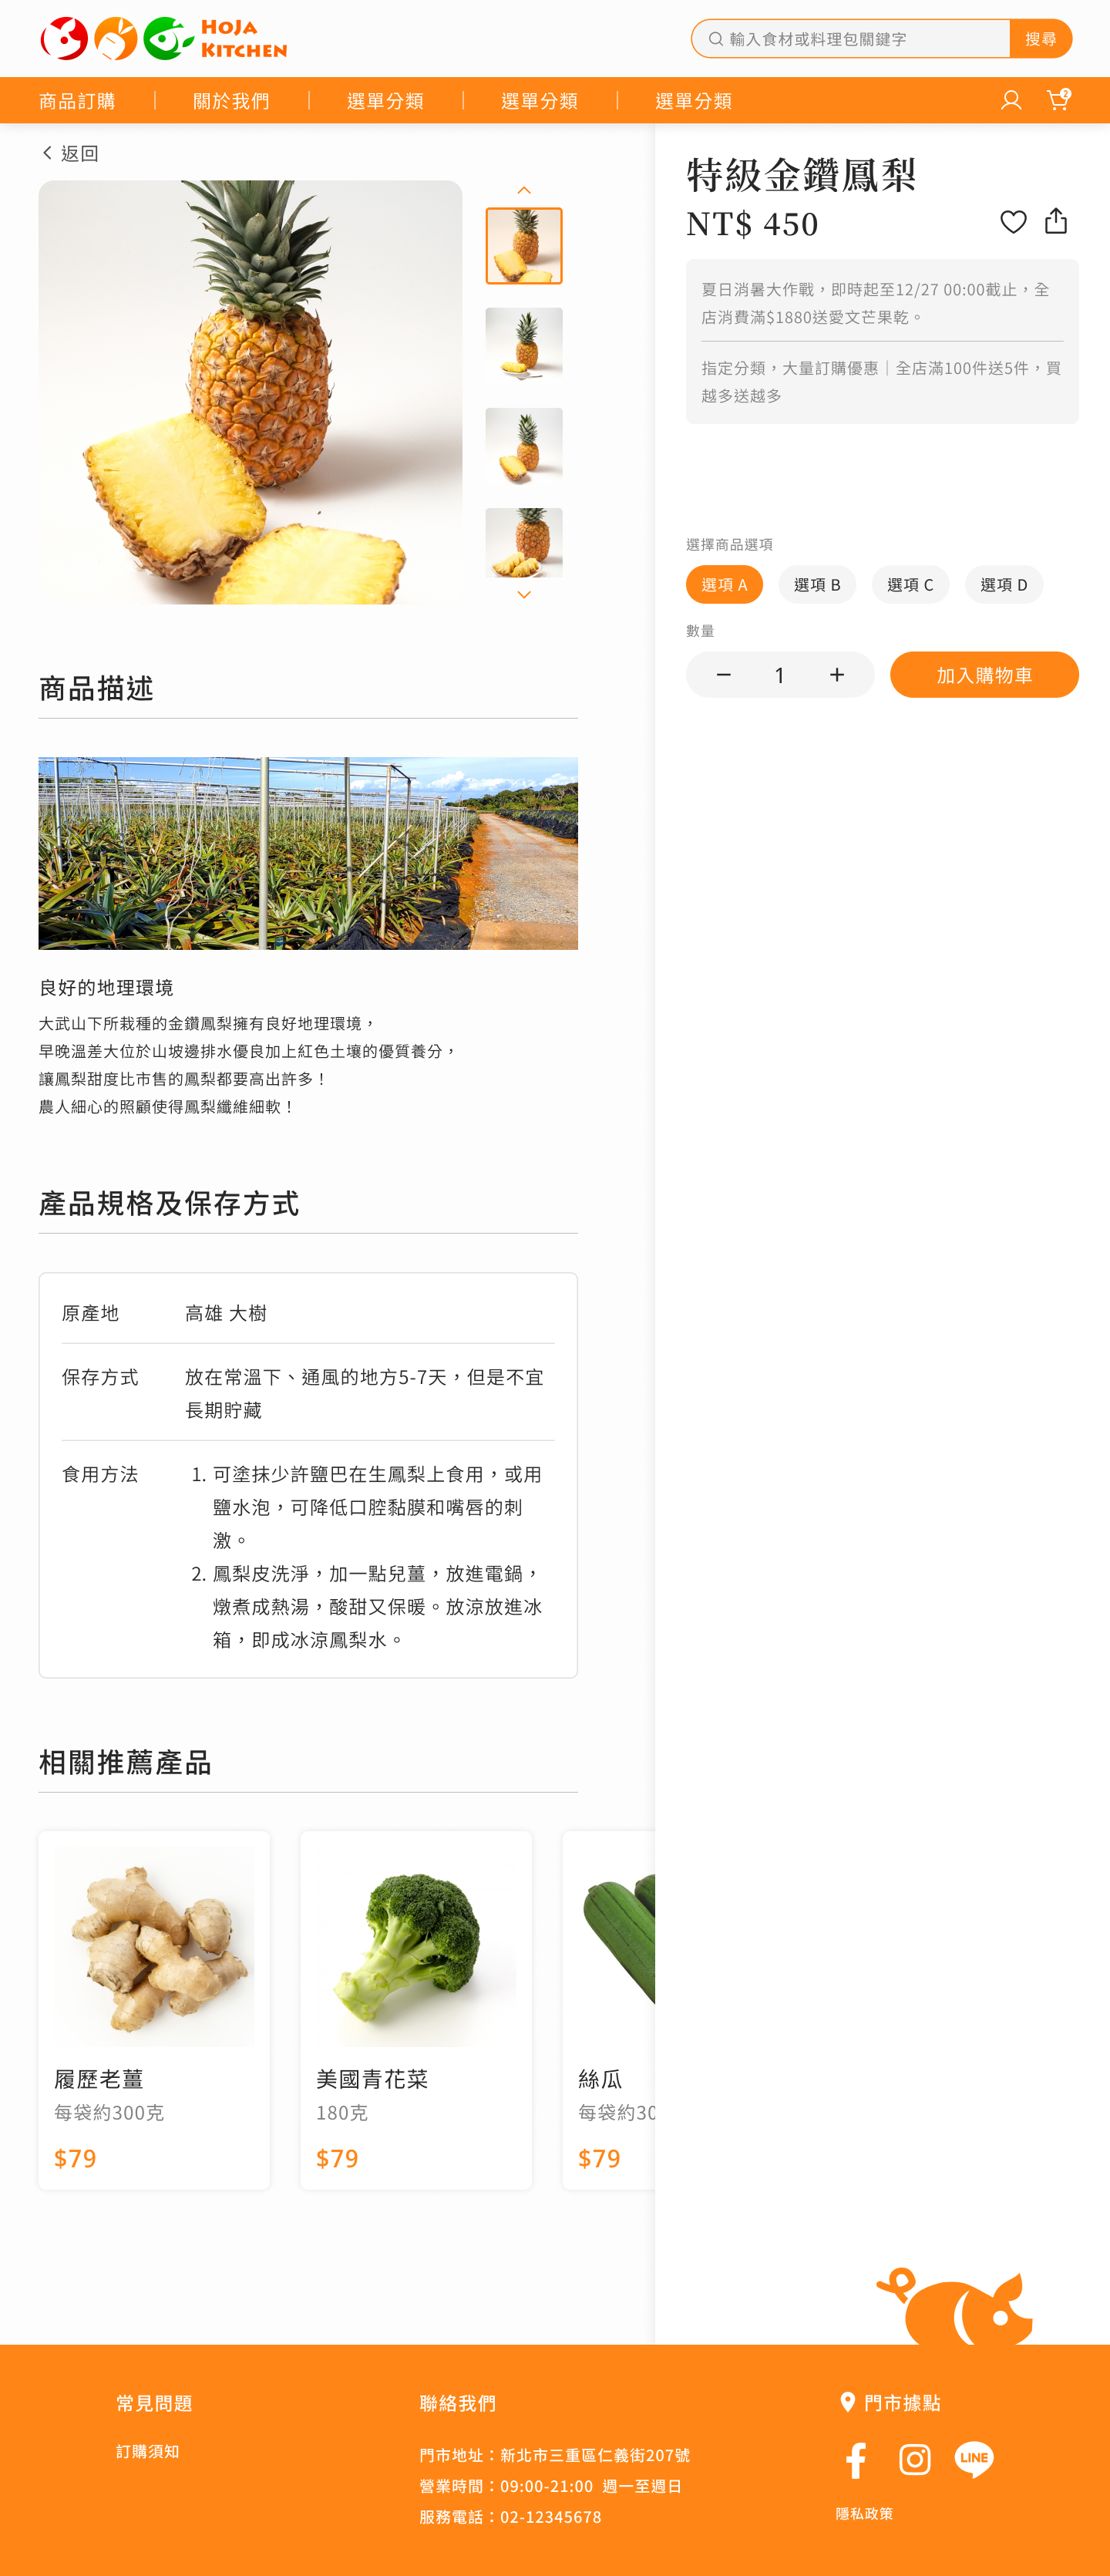 HOJA
KITCHEN
輸入食材或料理包關鍵字
搜尋
商品訂購
關於我們
選單分類
選單分類
選單分類
2
返回
特級金鑽鳳梨
NT$ 450
夏日消暑大作戰，即時起至12/27 00:00截止，全
店消費滿$1880送愛文芒果乾。
指定分類，大量訂購優惠｜全店滿100件送5件，買
越多送越多
選擇商品選項
選項 A
選項 B
選項 C
選項 D
數量
1
加入購物車
商品描述
良好的地理環境
大武山下所栽種的金鑽鳳梨擁有良好地理環境，
早晚溫差大位於山坡邊排水優良加上紅色土壤的優質養分，
讓鳳梨甜度比市售的鳳梨都要高出許多！
農人細心的照顧使得鳳梨纖維細軟！
產品規格及保存方式
原產地
高雄 大樹
保存方式
放在常溫下、通風的地方5-7天，但是不宜
長期貯藏
食用方法
1. 可塗抹少許鹽巴在生鳳梨上食用，或用
鹽水泡，可降低口腔黏膜和嘴唇的刺
激。
2. 鳳梨皮洗淨，加一點兒薑，放進電鍋，
燉煮成熱湯，酸甜又保暖。放涼放進冰
箱，即成冰涼鳳梨水。
相關推薦產品
履歷老薑
每袋約300克
$79
美國青花菜
180克
$79
絲瓜
每袋約30
$79
常見問題
訂購須知
聯絡我們
門市地址：新北市三重區仁義街207號
營業時間：09:00-21:00 週一至週日
服務電話：02-12345678
門市據點
LINE
隱私政策